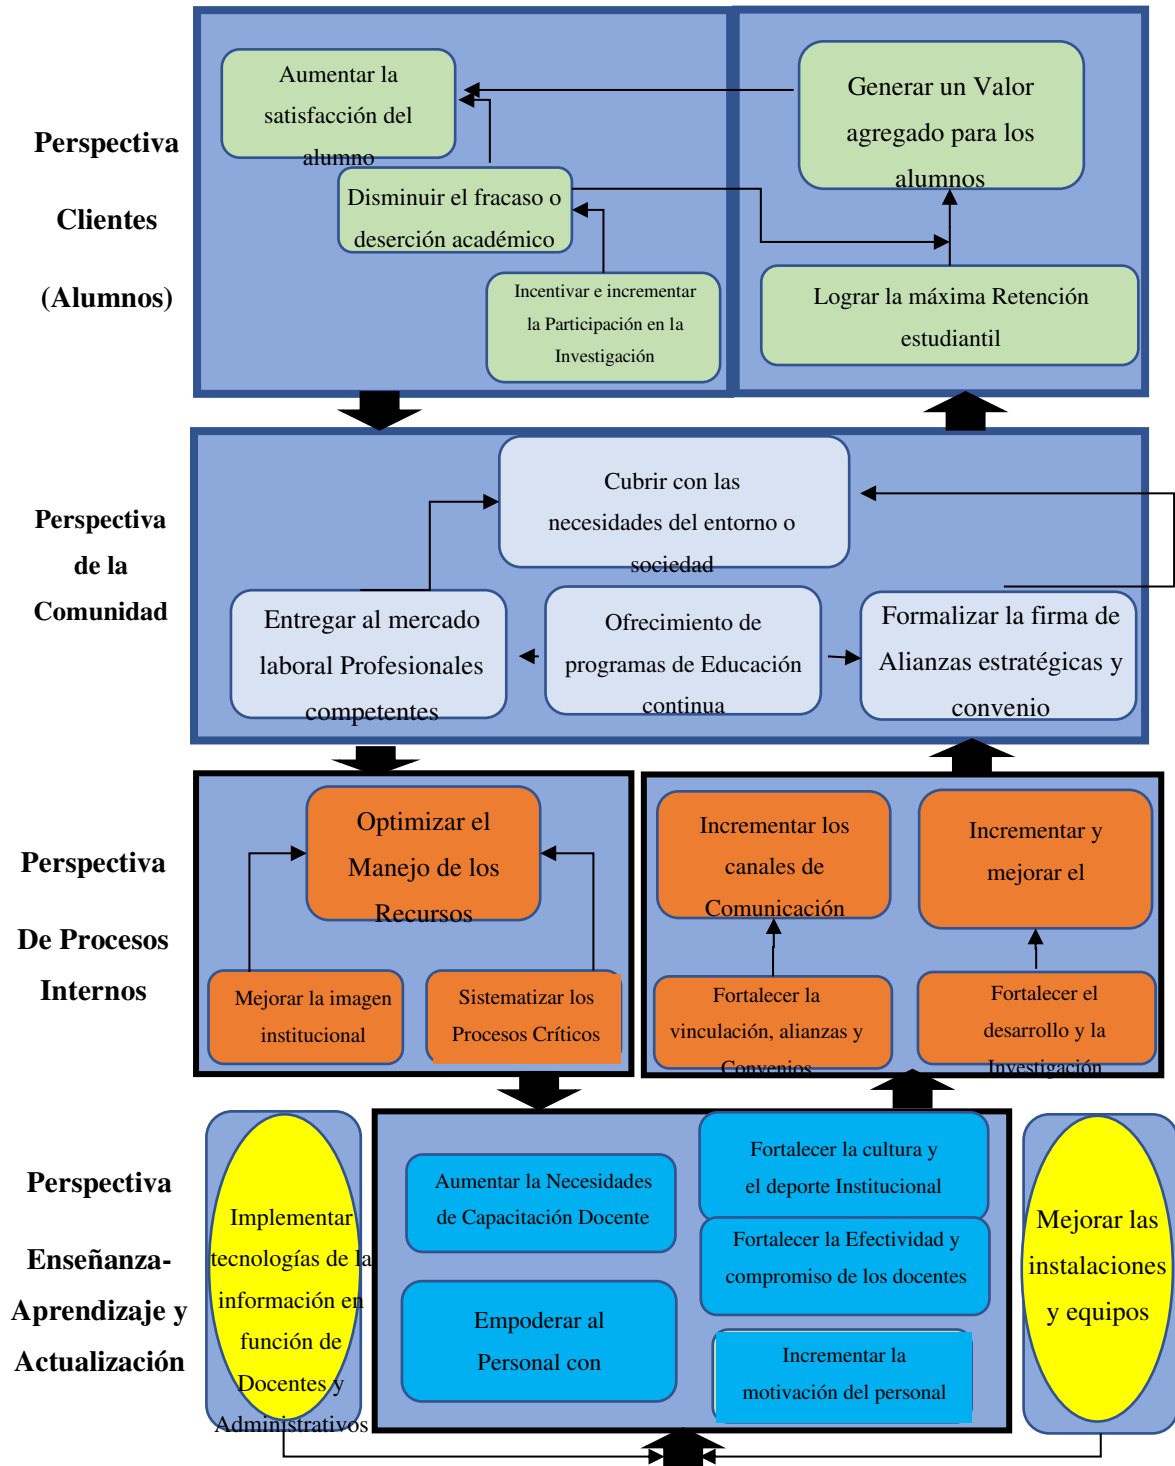 Perspectiva
Clientes
(Alumnos)
Aumentar la
satisfacción del
alumno
Disminuir el fracaso o
deserción académico
Incentivar e incrementar
la Participación en la
Investigación
Generar un Valor
agregado para los
alumnos
Lograr la máxima Retención
estudiantil
Perspectiva
de la
Comunidad
Cubrir con las
necesidades del entorno o
sociedad
Entregar al mercado
laboral Profesionales
competentes
Ofrecimiento de
programas de Educación
continua
Formalizar la firma de
Alianzas estratégicas y
convenio
Perspectiva
De Procesos
Internos
Optimizar el
Manejo de los
Recursos
Mejorar la imagen
institucional
Sistematizar los
Procesos Críticos
Incrementar los
canales de
Comunicación
Incrementar y
mejorar el
Fortalecer la
vinculación, alianzas y
Convenios
Fortalecer el
desarrollo y la
Investigación
Perspectiva
Enseñanza-
Aprendizaje y
Actualización
Implementar
tecnologías de la
información en
función de
Docentes y
Administrativos
Aumentar la Necesidades
de Capacitación Docente
Empoderar al
Personal con
Fortalecer la cultura y
el deporte Institucional
Fortalecer la Efectividad y
compromiso de los docentes
Incrementar la
motivación del personal
Mejorar las
instalaciones
y equipos